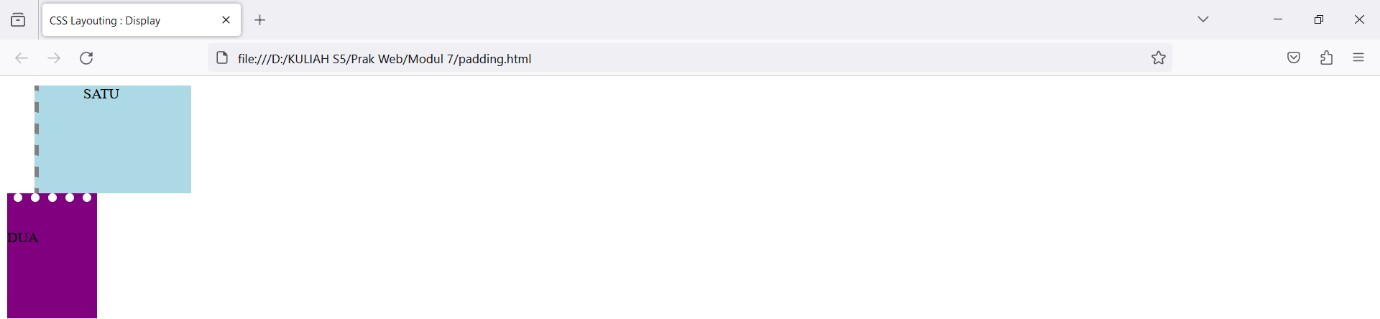 CSS Layouting : Display
file:///D:/KULIAH S5/Prak Web/Modul 7/padding.html
SATU
DUA